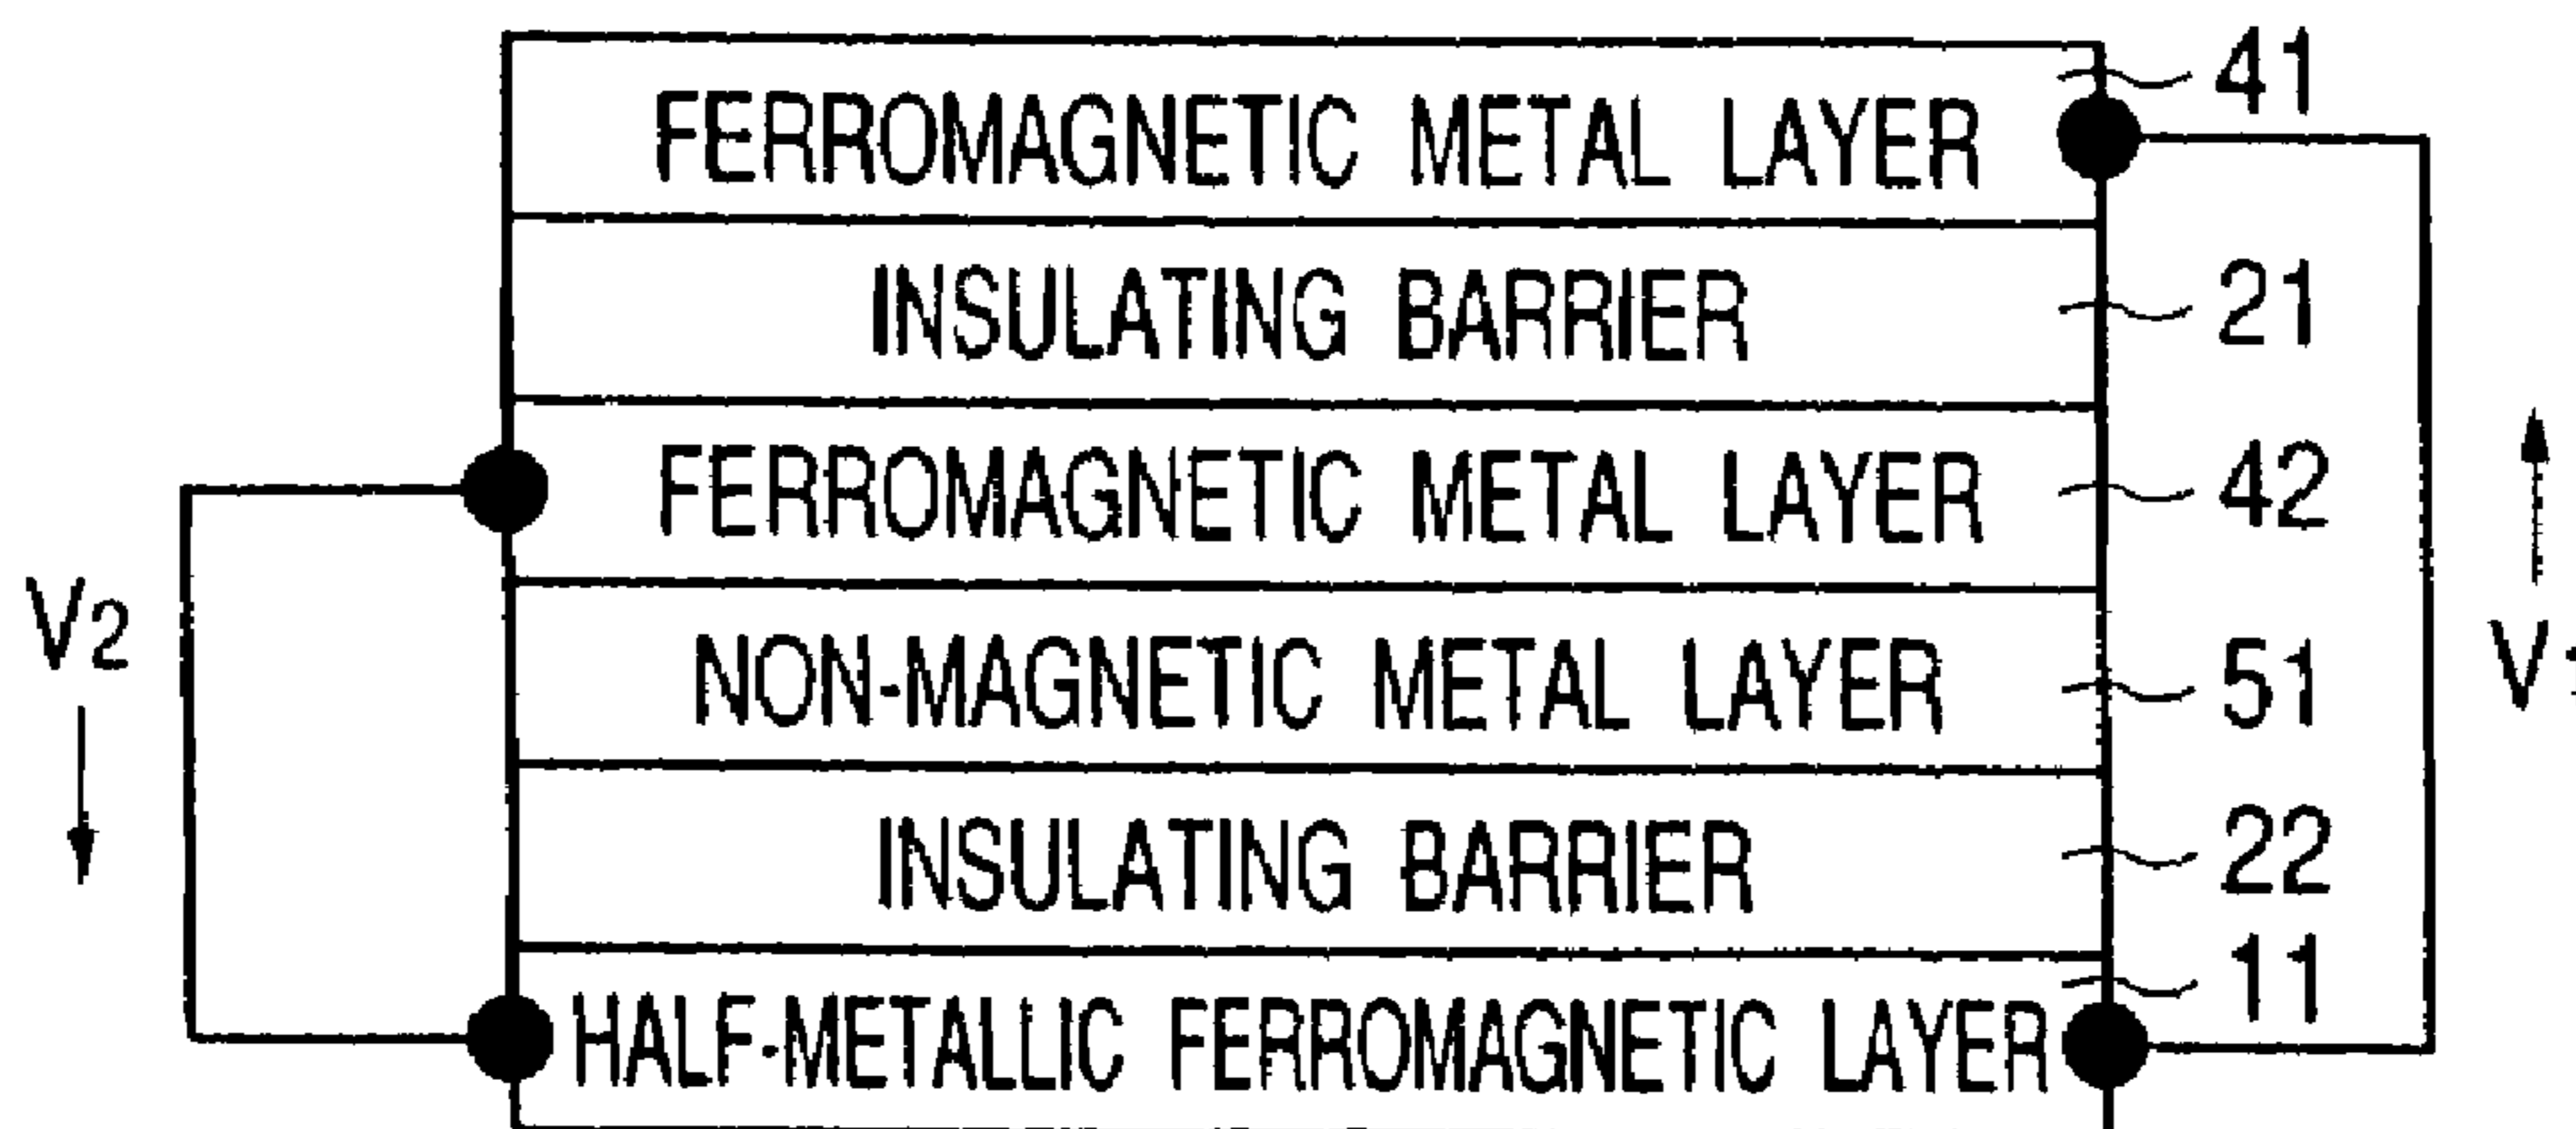 FERROMAGNETIC METAL LAYER 41
INSULATING BARRIER 21
FERROMAGNETIC METAL LAYER 42
V2
NON-MAGNETIC METAL LAYER 51
V1
INSULATING BARRIER 22
11
HALF-METALLIC FERROMAGNETIC LAYER